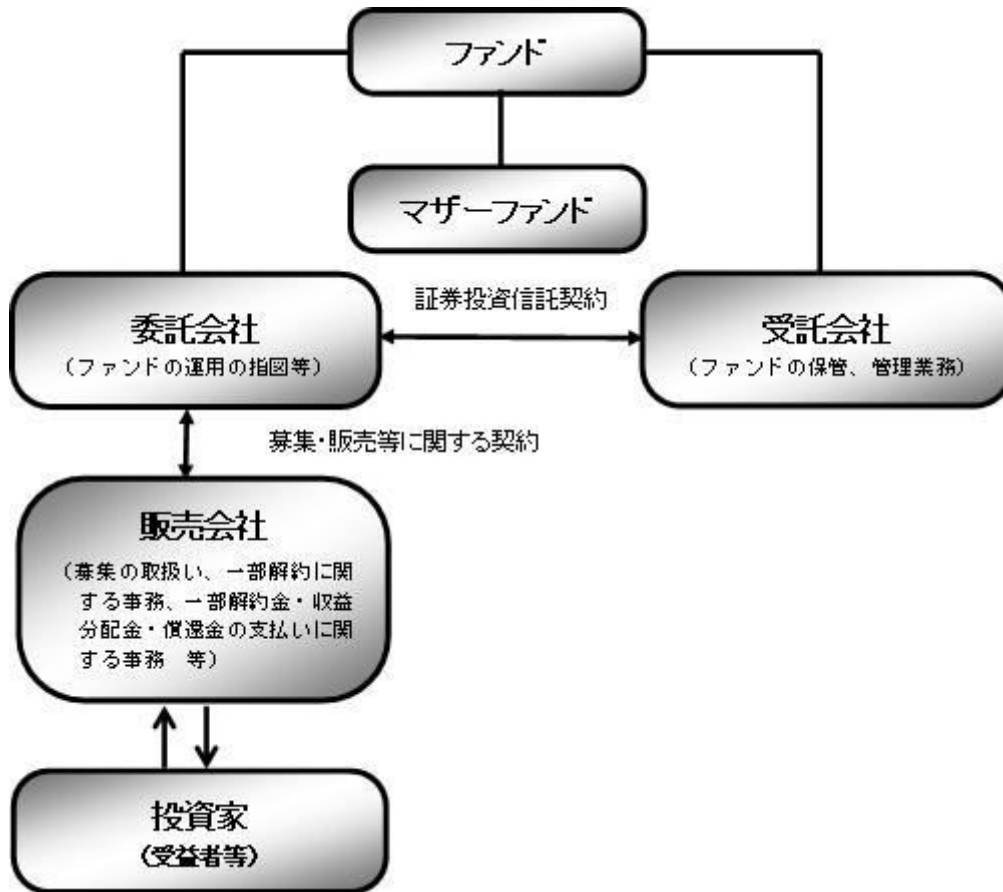 ファンド
マザーファンド
証券投資信託契約
委託会社
(ファンドの運用の指図等)
受託会社
(ファンドの保管、管理業務)
募集・販売等に関する契約
販売会社
(募集の取扱い、一部解約に関
する事務、一部解約金・収益
分配金・償還金の支払いに関
する事務　等)
投資家
(受益者等)